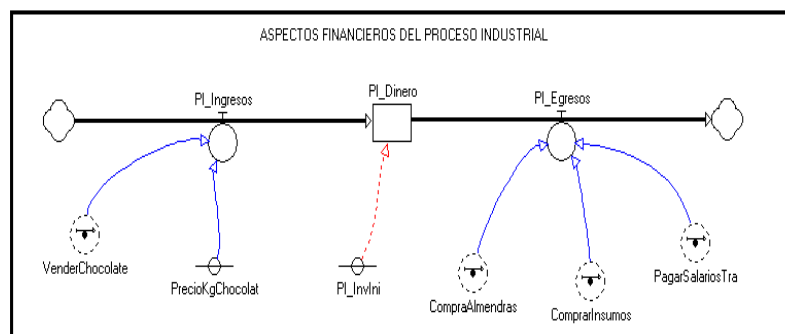 ASPECTOS FINANCIEROS DEL PROCESO INDUSTRIAL
PI_Ingresos
PI_Dinero
PI_Egresos
VenderChocolate
PrecioKgChocolat
PI_InvIni
CompraAlmendras
ComprarInsumos
PagarSalariosTra